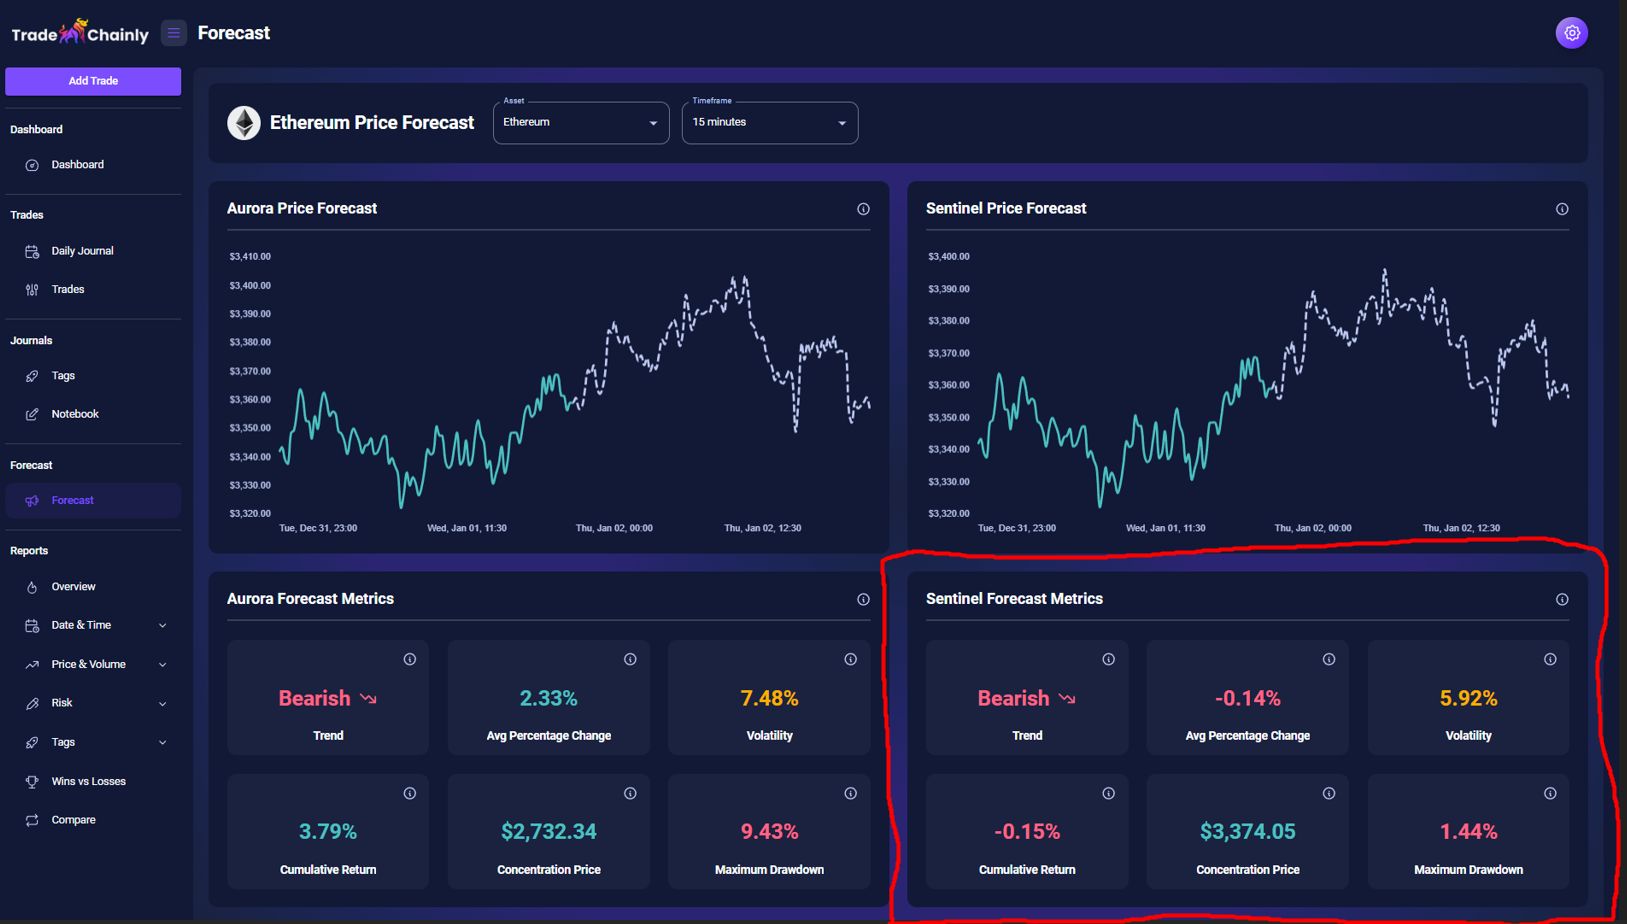 Trade Chainly
Forecast
Add Trade
Dashboard
Dashboard
Trades
Daily Journal
Trades
Journals
Tags
Notebook
Forecast
Forecast
Reports
Overview
Date & Time
Price & Volume
Risk
Tags
Wins vs Losses
Compare
Ethereum Price Forecast
Asset
Ethereum
Timeframe
15 minutes
Aurora Price Forecast
$3,410.00
$3,400.00
$3,390.00
$3,380.00
$3,370.00
$3,360.00
$3,350.00
$3,340.00
$3,330.00
$3,320.00
Tue, Dec 31, 23:00
Wed, Jan 01, 11:30
Thu, Jan 02, 00:00
Thu, Jan 02, 12:30
Sentinel Price Forecast
$3,400.00
$3,390.00
$3,380.00
$3,370.00
$3,360.00
$3,350.00
$3,340.00
$3,330.00
$3,320.00
Tue, Dec 31, 23:00
Wed, Jan 01, 11:30
Thu, Jan 02, 00:00
Thu, Jan 02, 12:30
Aurora Forecast Metrics
Bearish
Trend
2.33%
Avg Percentage Change
7.48%
Volatility
3.79%
Cumulative Return
$2,732.34
Concentration Price
9.43%
Maximum Drawdown
Sentinel Forecast Metrics
Bearish
Trend
-0.14%
Avg Percentage Change
5.92%
Volatility
-0.15%
Cumulative Return
$3,374.05
Concentration Price
1.44%
Maximum Drawdown